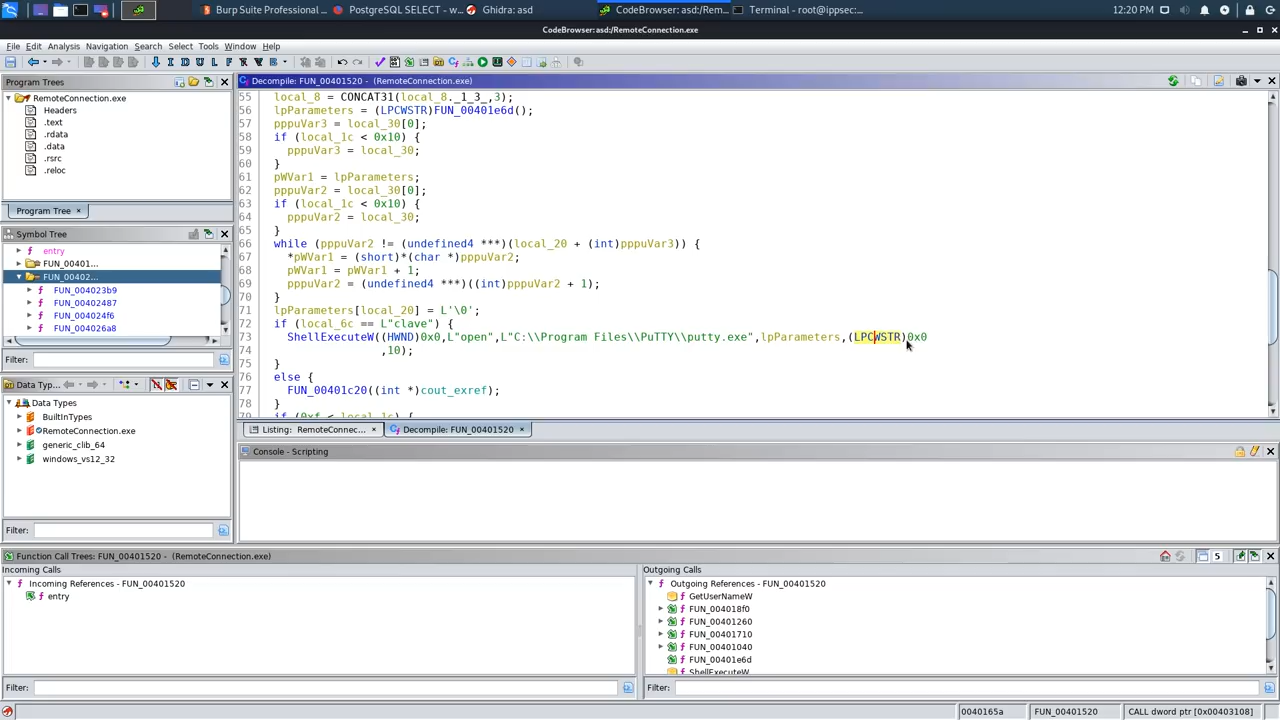 Burp Suite Professional ...
PostgreSQL SELECT - w...
Ghidra: asd
CodeBrowser: asd:/Rem...
Terminal - root@ippsec:...
12:20 PM
CodeBrowser: asd:/RemoteConnection.exe
File Edit Analysis Navigation Search Select Tools Window Help
Program Trees
RemoteConnection.exe
Headers
.text
.rdata
.data
.rsrc
.reloc
Program Tree ×
Symbol Tree
entry
FUN_00401...
FUN_00402...
FUN_004023b9
FUN_00402487
FUN_004024f6
FUN_004026a8
Filter:
Data Typ...
Data Types
BuiltInTypes
RemoteConnection.exe
generic_clib_64
windows_vs12_32
Filter:
Decompile: FUN_00401520 - (RemoteConnection.exe)
55 local_8 = CONCAT31(local_8._1_3_,3);
56 lpParameters = (LPCWSTR)FUN_00401e6d();
57 pppuVar3 = local_30[0];
58 if (local_1c < 0x10) {
59 pppuVar3 = local_30;
60 }
61 pWVar1 = lpParameters;
62 pppuVar2 = local_30[0];
63 if (local_1c < 0x10) {
64 pppuVar2 = local_30;
65 }
66 while (pppuVar2 != (undefined4 ***)(local_20 + (int)pppuVar3)) {
67 *pWVar1 = (short)*(char *)pppuVar2;
68 pWVar1 = pWVar1 + 1;
69 pppuVar2 = (undefined4 ***)((int)pppuVar2 + 1);
70 }
71 lpParameters[local_20] = L'\0';
72 if (local_6c == L"clave") {
73 ShellExecuteW((HWND)0x0,L"open",L"C:\\Program Files\\PuTTY\\putty.exe",lpParameters,(LPCWSTR)0x0
74 ,10);
75 }
76 else {
77 FUN_00401c20((int *)cout_exref);
78 }
79 if (0xf < local_1c) {
Listing: RemoteConnec... ×
Decompile: FUN_00401520 ×
Console - Scripting
Function Call Trees: FUN_00401520 - (RemoteConnection.exe)
5
Incoming Calls
Incoming References - FUN_00401520
entry
Filter:
Outgoing Calls
Outgoing References - FUN_00401520
GetUserNameW
FUN_004018f0
FUN_00401260
FUN_00401710
FUN_00401040
FUN_00401e6d
ShellExecuteW
Filter:
0040165a
FUN_00401520
CALL dword ptr [0x00403108]